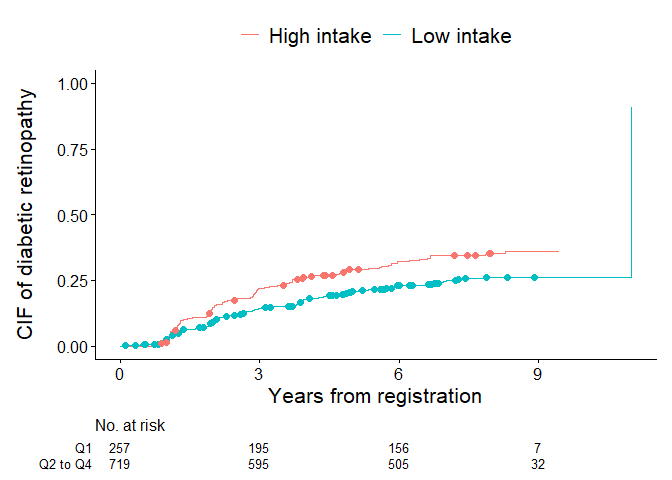 High intake Low intake
1.00
0.75
0.50
0.25
0.00
CIF of diabetic retinopathy
0 3 6 9
Years from registration
No. at risk
Q1 257 195 156 7
Q2 to Q4 719 595 505 32